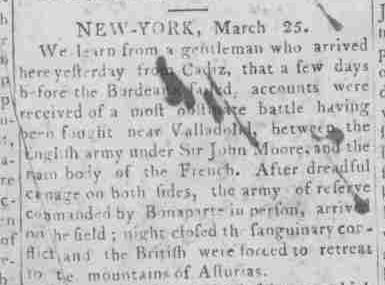 NEW-YORK, March 25.
We learn from a gentleman who arrived
here yesterday from Cadiz, that a few days
before the Bardeans sailed, accounts were
received of a most obstinate battle having
been fought near Valladolid, between the
English army under Sir John Moore, and the
main body of the French. After dreadful
carnage on both sides, the army of reserve
commanded by Bonaparte in person, arrived
on the field; night closed the sanguinary con-
flict and the British were forced to retreat
to the mountains of Asturias.